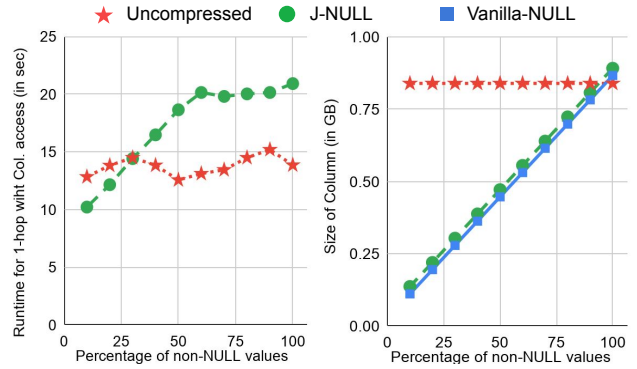 Uncompressed J-NULL Vanilla-NULL
Runtime for 1-hop wiht Col. access (in sec)
25
20
15
10
5
0
0 25 50 75 100
Percentage of non-NULL values
Size of Column (in GB)
1.00
0.75
0.50
0.25
0.00
0 25 50 75 100
Percentage of non-NULL values